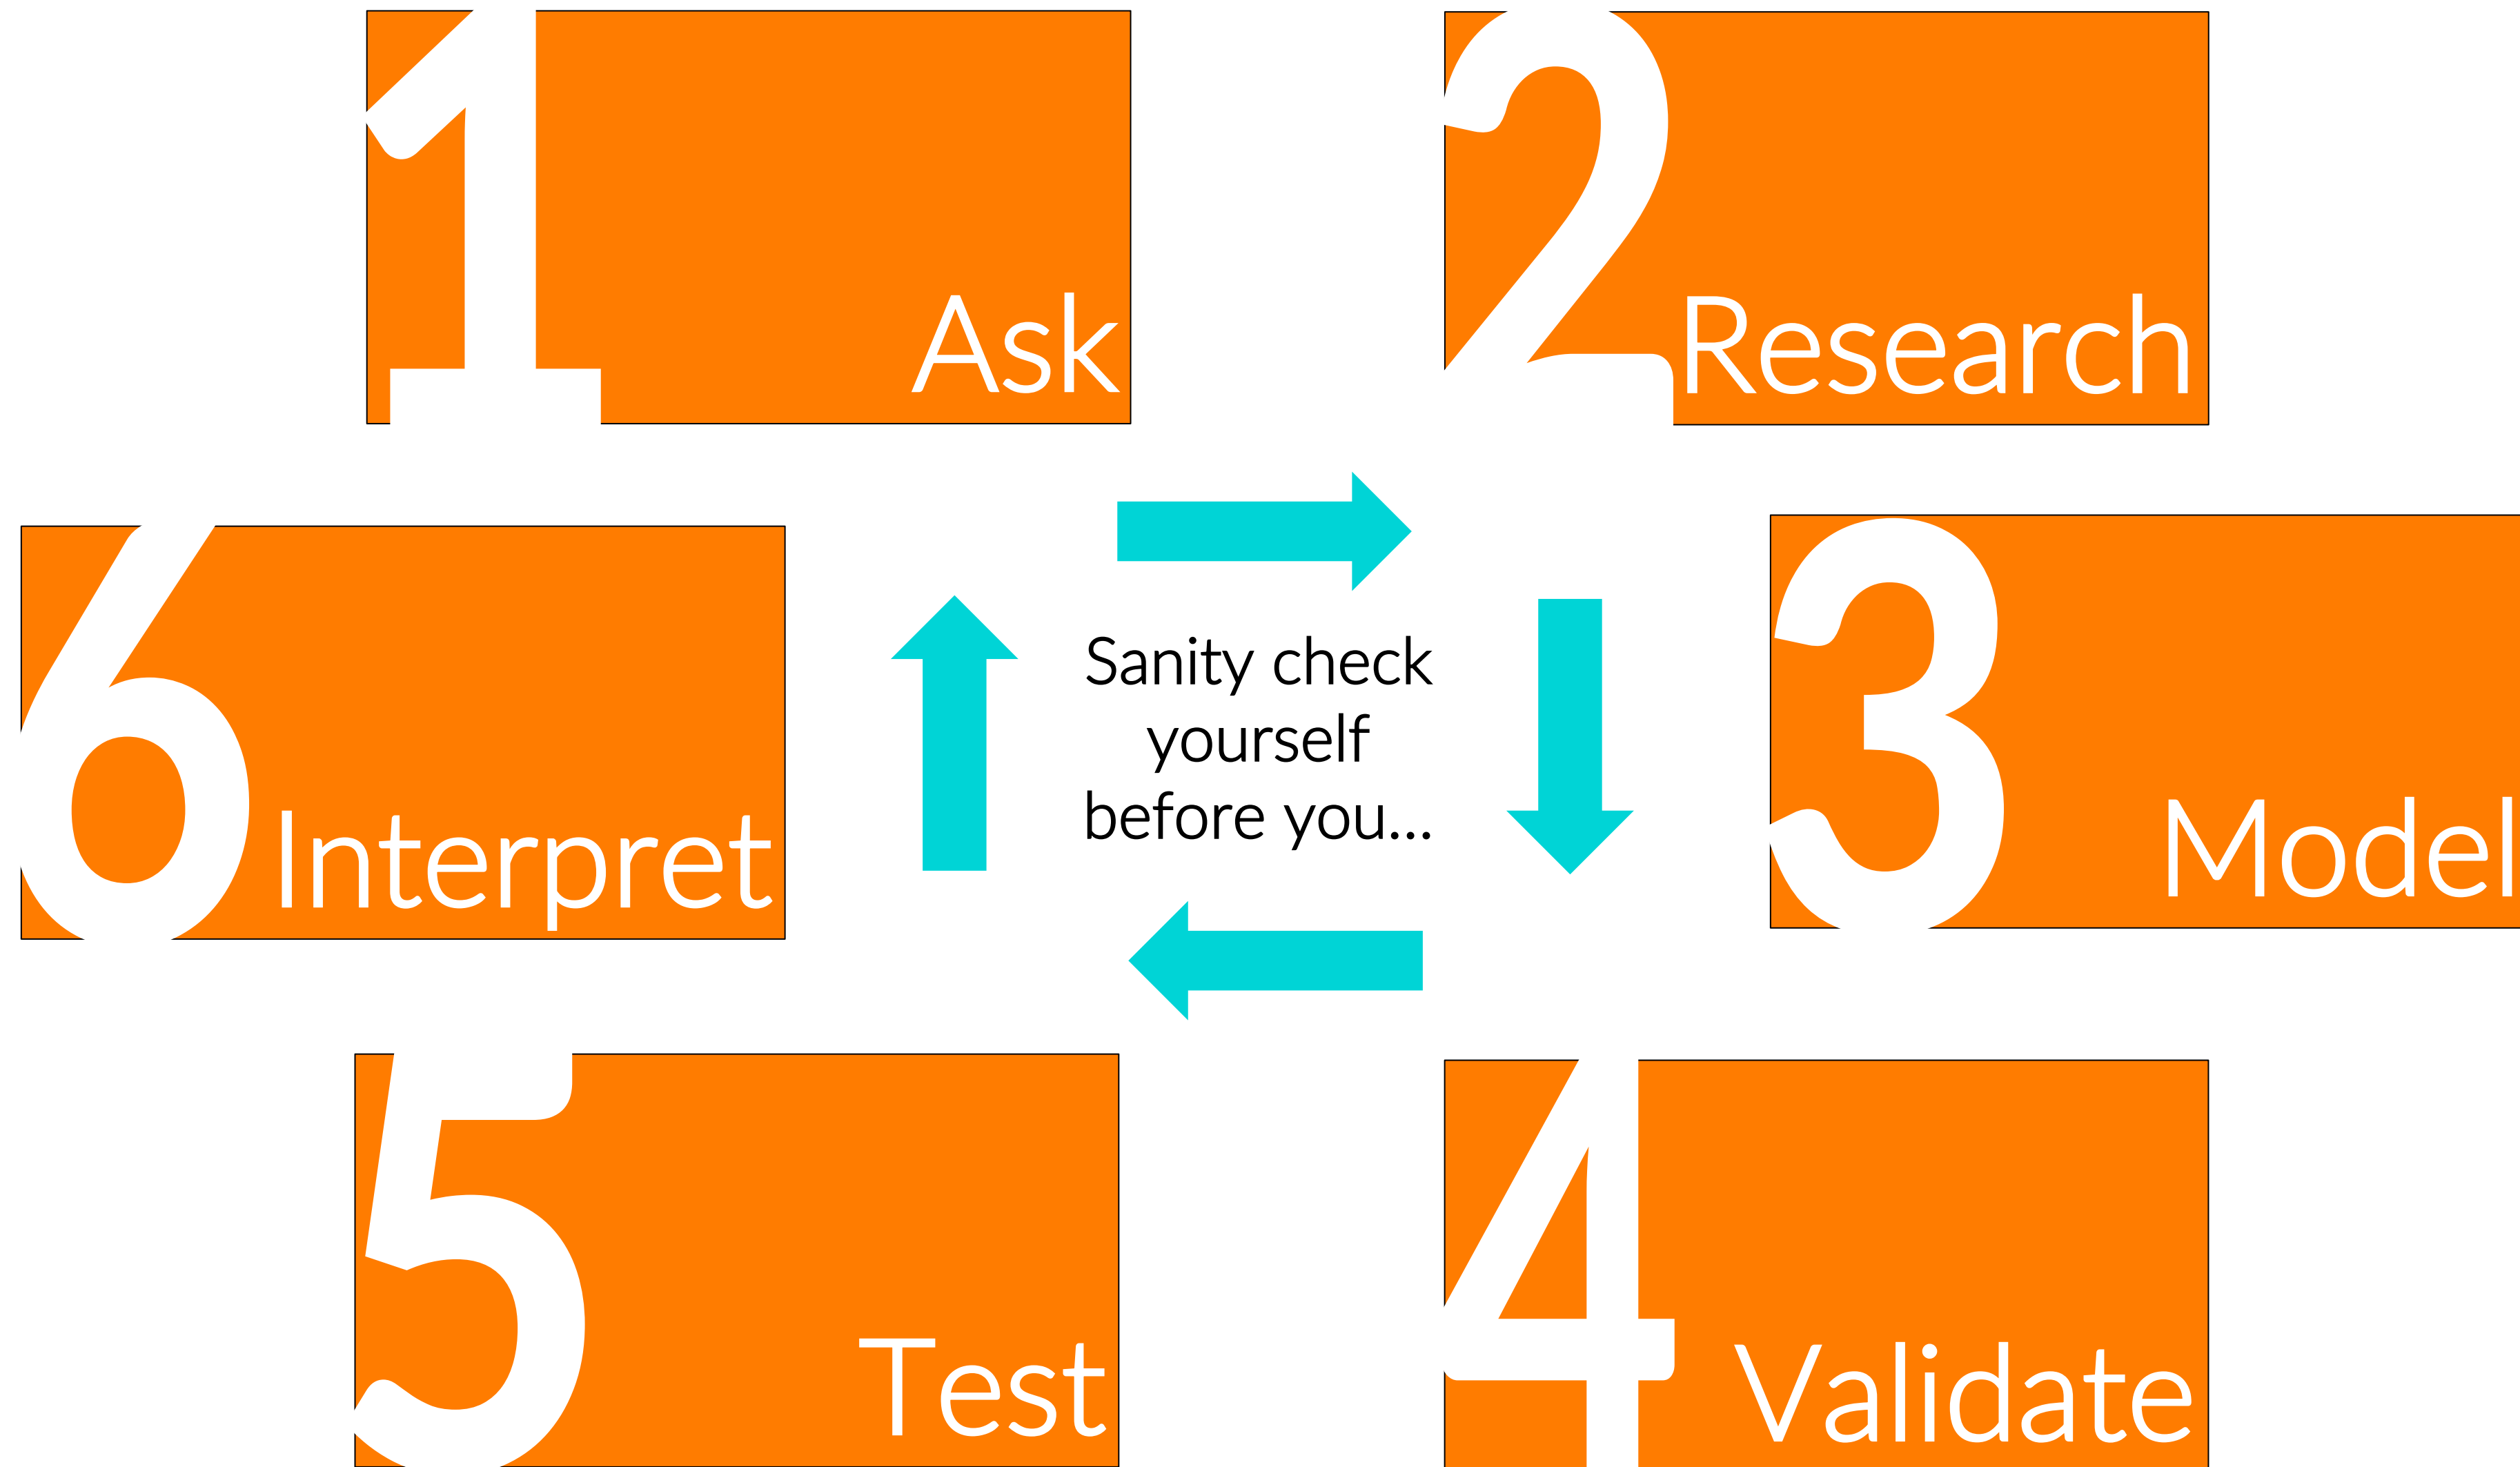 1
Ask
2
Research
6
Interpret
Sanity check
yourself
before you...
3
Model
5
Test
4
Validate